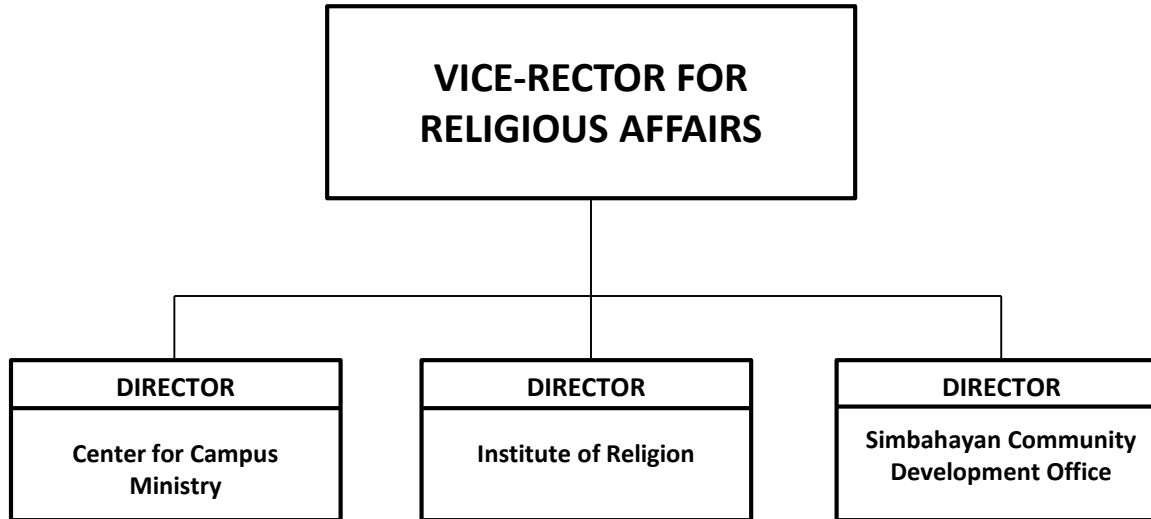 VICE-RECTOR FOR
RELIGIOUS AFFAIRS
DIRECTOR
Center for Campus
Ministry
DIRECTOR
Institute of Religion
DIRECTOR
Simbahayan Community
Development Office